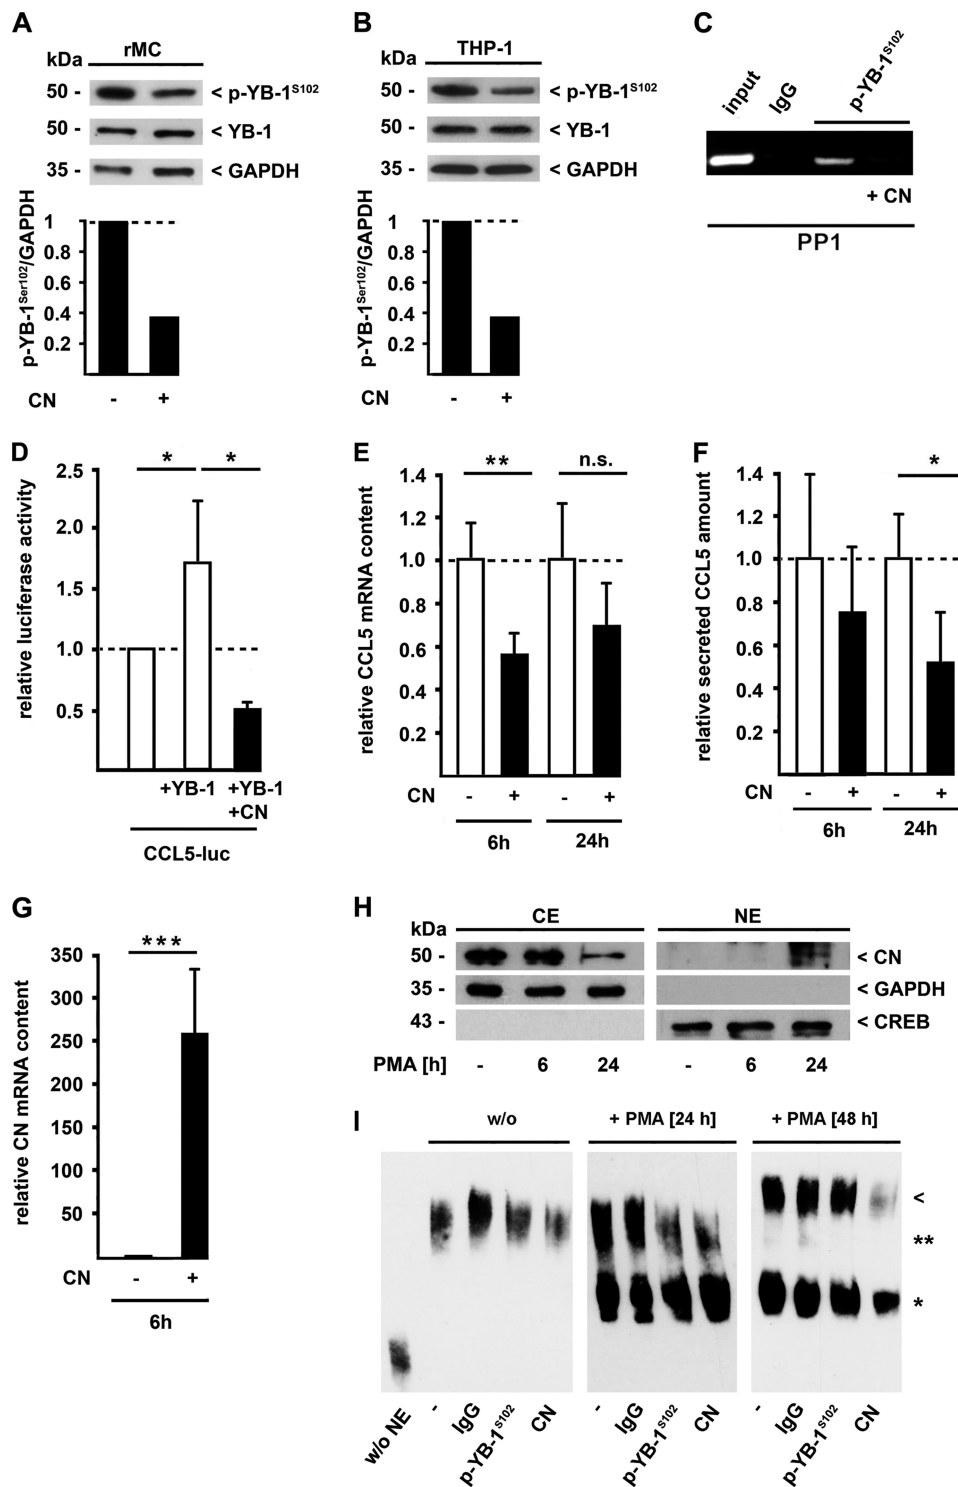 A
kDa
rMC
50 -
< p-YB-1S102
50 -
< YB-1
35 -
< GAPDH
p-YB-1Ser102/GAPDH
1
0.8
0.6
0.4
0.2
CN
-
+
B
kDa
THP-1
50 -
< p-YB-1S102
50 -
< YB-1
35 -
< GAPDH
p-YB-1Ser102/GAPDH
1
0.8
0.6
0.4
0.2
CN
-
+
C
input
IgG
p-YB-1S102
+ CN
PP1
D
relative luciferase activity
2.5
2.0
1.5
1.0
0.5
*
*
+YB-1
+YB-1
+CN
CCL5-luc
E
relative CCL5 mRNA content
1.4
1.2
1.0
0.8
0.6
0.4
0.2
**
n.s.
CN
-
+
-
+
6h
24h
F
relative secreted CCL5 amount
1.4
1.2
1.0
0.8
0.6
0.4
0.2
*
CN
-
+
-
+
6h
24h
G
relative CN mRNA content
350
300
250
200
150
100
50
***
CN
-
+
6h
H
kDa
CE
NE
50 -
< CN
35 -
< GAPDH
43 -
< CREB
PMA [h]
-
6
24
-
6
24
I
w/o
+ PMA [24 h]
+ PMA [48 h]
<
**
*
w/o NE
-
IgG
p-YB-1S102
CN
-
IgG
p-YB-1S102
CN
-
IgG
p-YB-1S102
CN